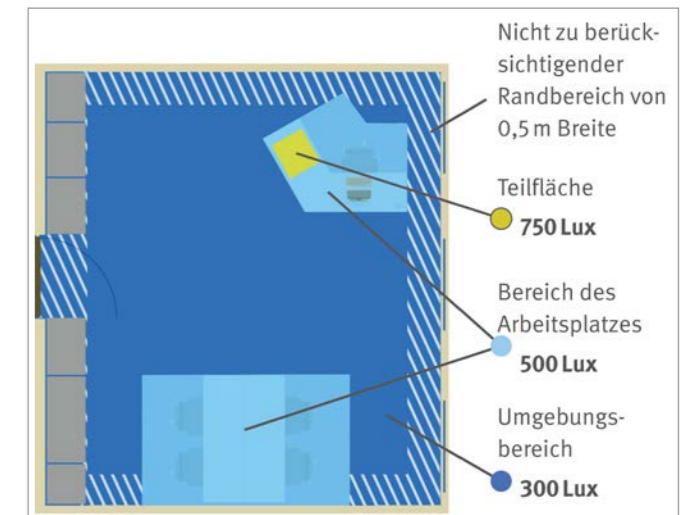 Nicht zu berück-
sichtigender
Randbereich von
0,5 m Breite
Teilfläche
750 Lux
Bereich des
Arbeitsplatzes
500 Lux
Umgebungs-
bereich
300 Lux